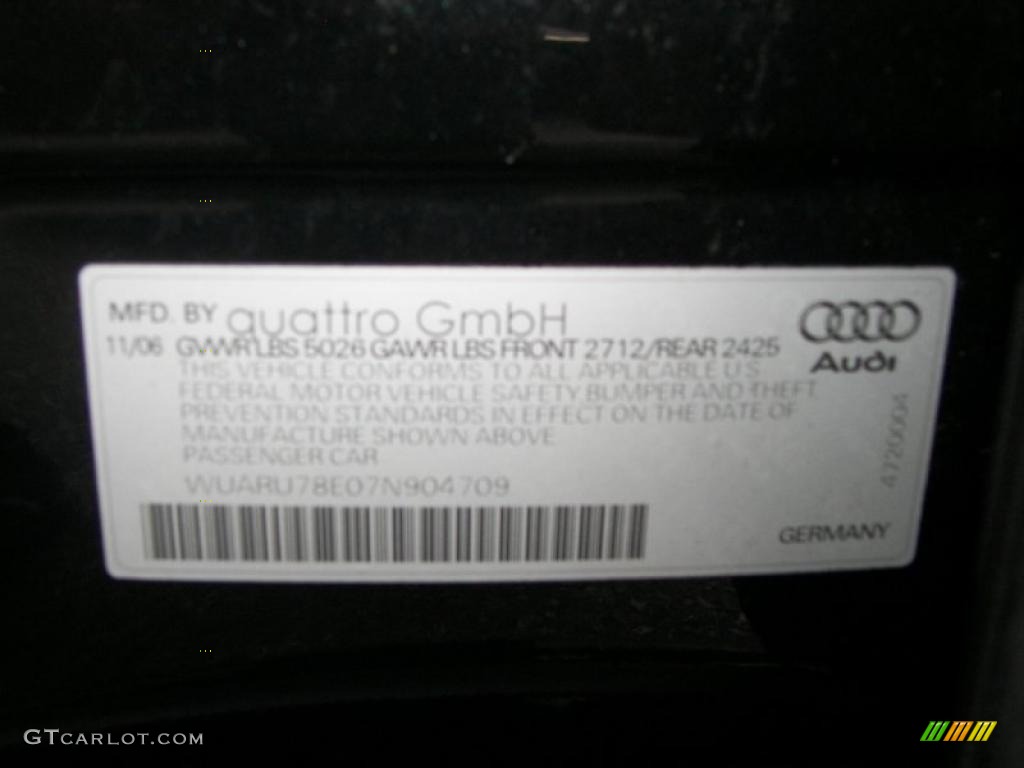 MFD. BY quattro GmbH
11/06 GVWR LBS 5026 GAWR LBS FRONT 2712/REAR 2425
THIS VEHICLE CONFORMS TO ALL APPLICABLE U.S.
FEDERAL MOTOR VEHICLE SAFETY BUMPER AND THEFT
PREVENTION STANDARDS IN EFFECT ON THE DATE OF
MANUFACTURE SHOWN ABOVE
PASSENGER CAR
WUARU78E07N904709
Audi
4720004
GERMANY
GTCARLOT.COM